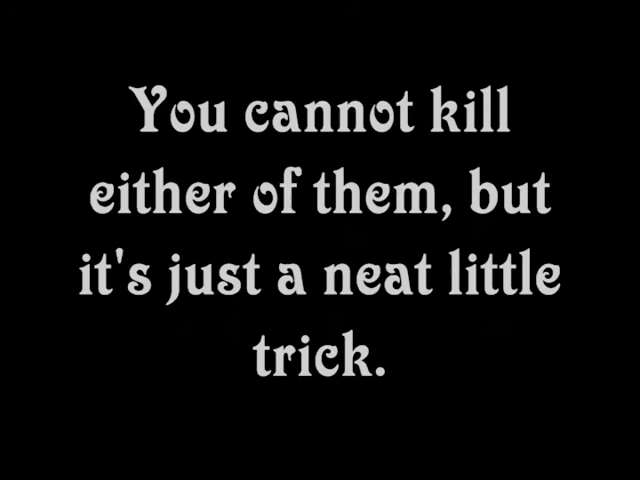 You cannot kill
either of them, but
it's just a neat little
trick.